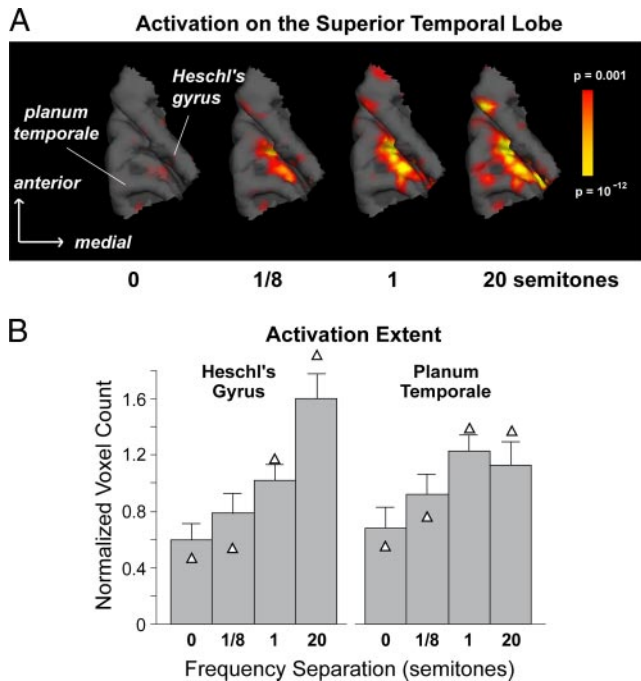 A
Activation on the Superior Temporal Lobe
Heschl's
gyrus
planum
temporale
anterior
medial
p = 0.001
p = 10⁻¹²
0 1/8 1 20 semitones
B
Activation Extent
Heschl's
Gyrus
Planum
Temporale
Normalized Voxel Count
1.6
1.2
0.8
0.4
0
0 1/8 1 20 0 1/8 1 20
Frequency Separation (semitones)